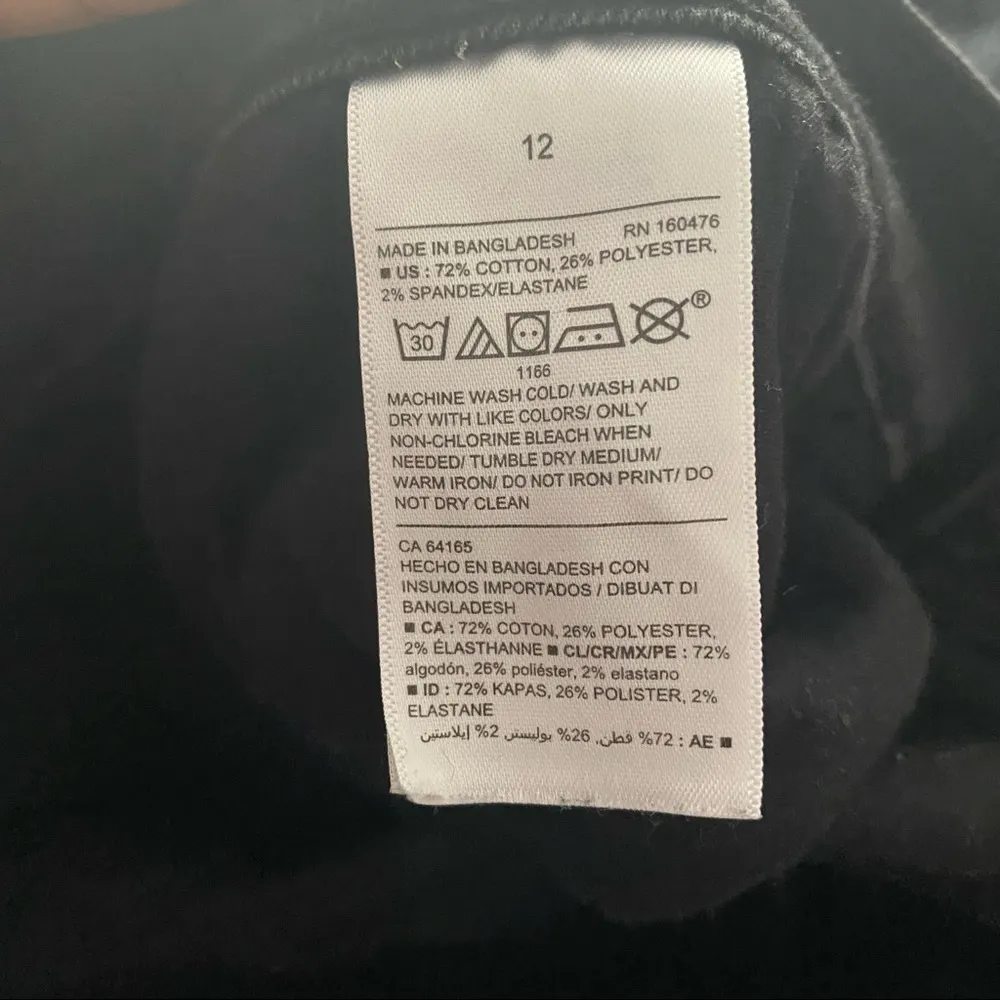 12
RN 160476
MADE IN BANGLADESH
■ US : 72% COTTON, 26% POLYESTER,
2% SPANDEX/ELASTANE
30 ®
1166
MACHINE WASH COLD/ WASH AND
DRY WITH LIKE COLORS/ ONLY
NON-CHLORINE BLEACH WHEN
NEEDED/ TUMBLE DRY MEDIUM/
WARM IRON/ DO NOT IRON PRINT/ DO
NOT DRY CLEAN
CA 64165
HECHO EN BANGLADESH CON
INSUMOS IMPORTADOS / DIBUAT DI
BANGLADESH
■ CA : 72% COTON, 26% POLYESTER,
2% ÉLASTHANNE ■ CL/CR/MX/PE : 72%
algodón, 26% poliéster, 2% elastano
■ ID : 72% KAPAS, 26% POLISTER, 2%
ELASTANE
■ AE : 72% قطن, 26% بوليستر 2% إيلاستين